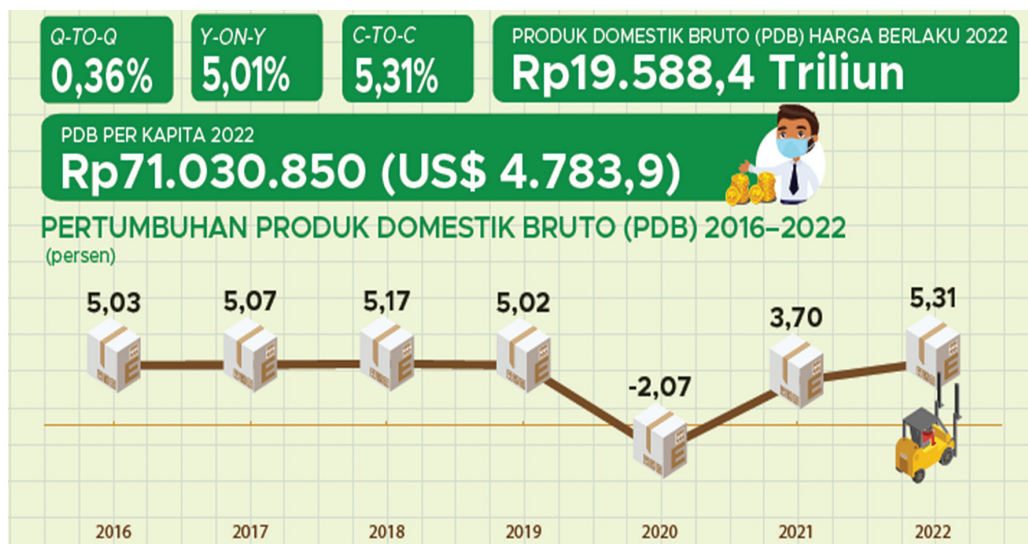 Q-TO-Q
0,36%
Y-ON-Y
5,01%
C-TO-C
5,31%
PRODUK DOMESTIK BRUTO (PDB) HARGA BERLAKU 2022
Rp19.588,4 Triliun
PDB PER KAPITA 2022
Rp71.030.850 (US$ 4.783,9)
PERTUMBUHAN PRODUK DOMESTIK BRUTO (PDB) 2016–2022
(persen)
5,03
5,07
5,17
5,02
-2,07
3,70
5,31
2016
2017
2018
2019
2020
2021
2022